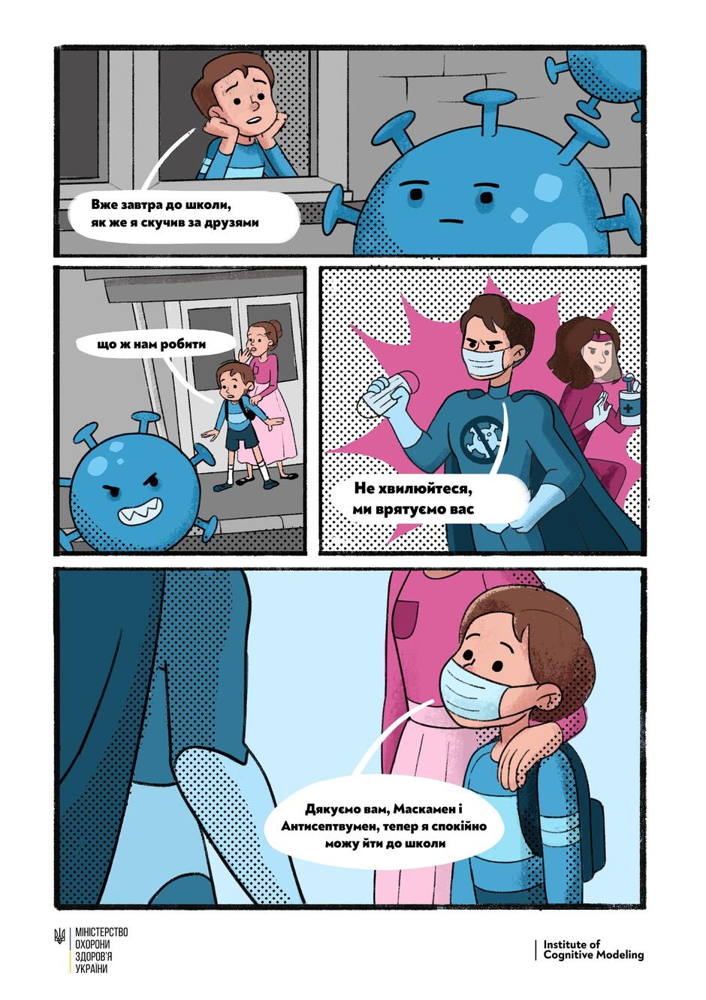 Вже завтра до школи,
як же я скучив за друзями
що ж нам робити
Не хвилюйтеся,
ми врятуємо вас
Дякуємо вам, Маскамен і
Антисептвумен, тепер я спокійно
можу йти до школи
МІНІСТЕРСТВО
ОХОРОНИ
ЗДОРОВ'Я
УКРАЇНИ
Institute of
Cognitive Modeling